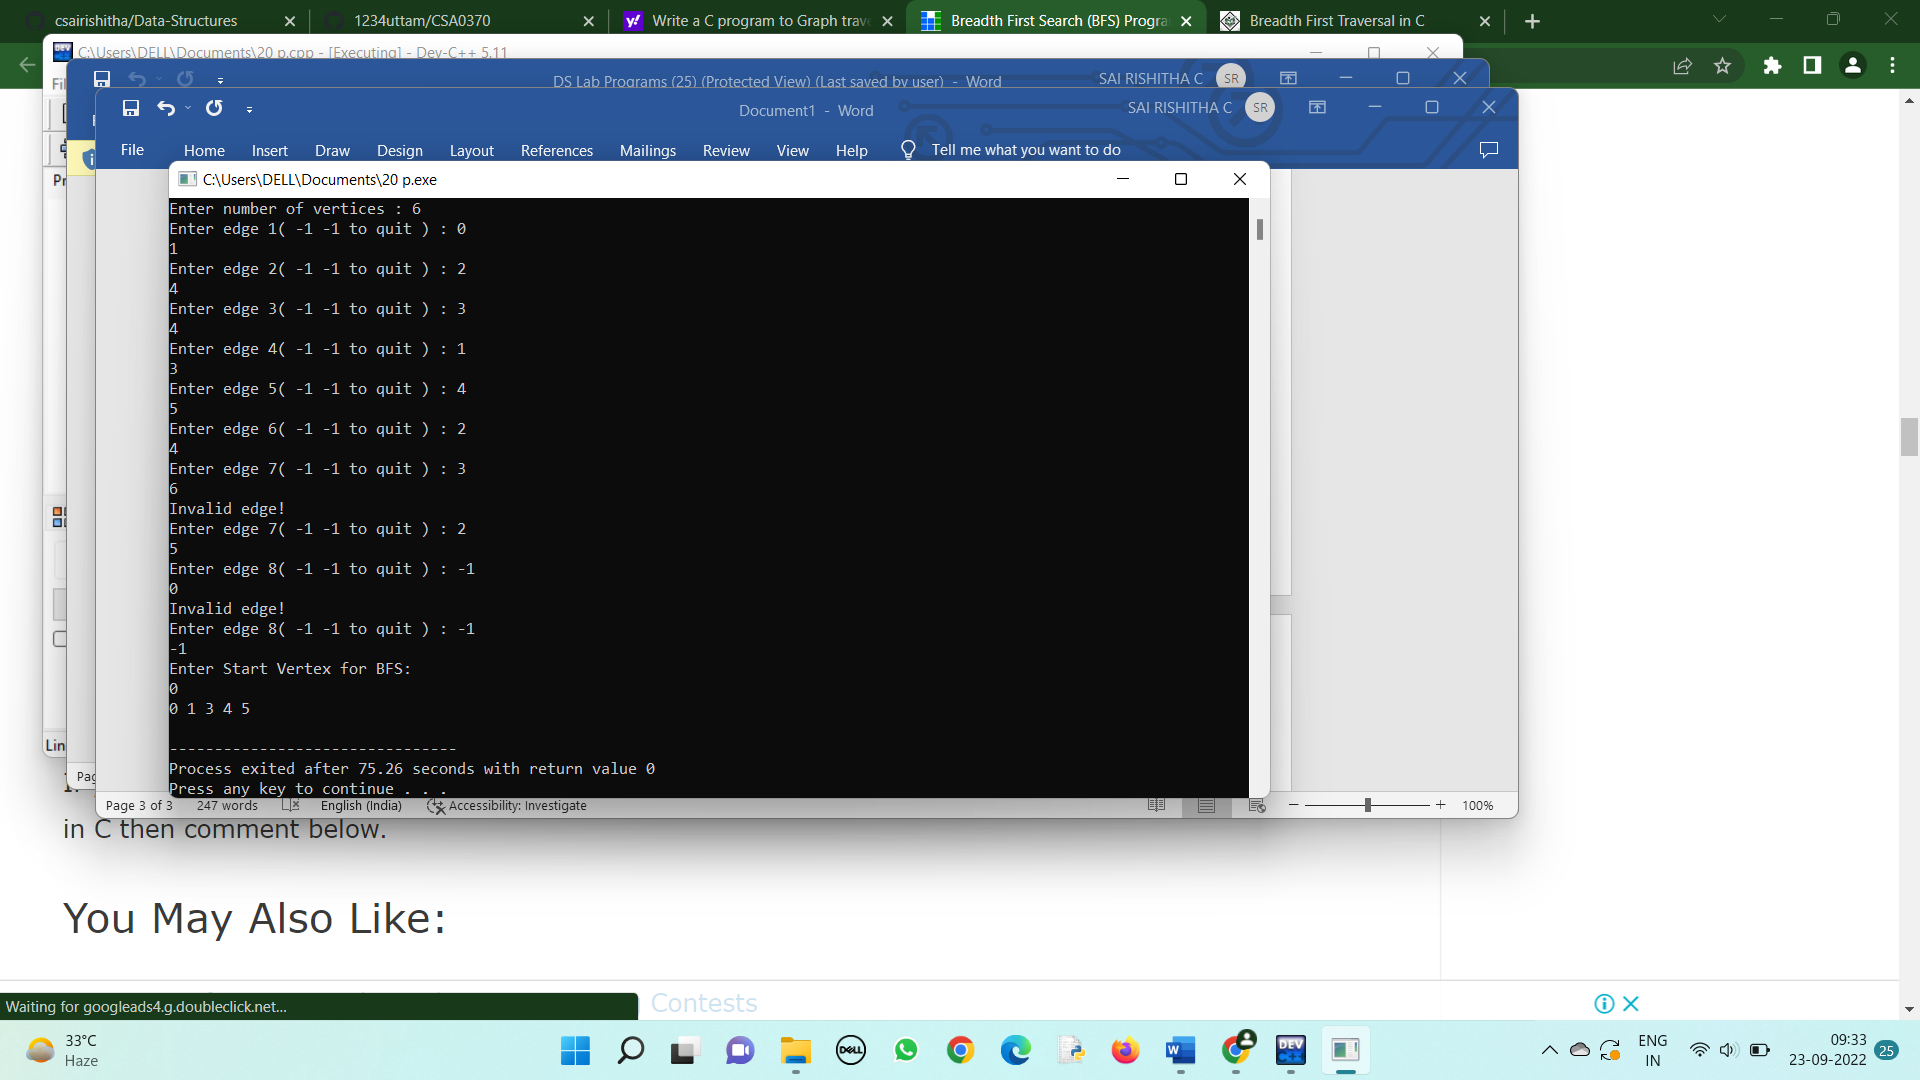 csairishitha/Data-Structures
1234uttam/CSA0370
Write a C program to Graph trav
Breadth First Search (BFS) Progra
Breadth First Traversal in C
C:\Users\DELL\Documents\20 p.cpp - [Executing] - Dev-C++ 5.11
DS Lab Programs (25) (Protected View) (Last saved by user) - Word
SAI RISHITHA C
SR
Document1 - Word
SAI RISHITHA C
SR
File
Home
Insert
Draw
Design
Layout
References
Mailings
Review
View
Help
Tell me what you want to do
C:\Users\DELL\Documents\20 p.exe
Enter number of vertices : 6
Enter edge 1( -1 -1 to quit ) : 0
1
Enter edge 2( -1 -1 to quit ) : 2
4
Enter edge 3( -1 -1 to quit ) : 3
4
Enter edge 4( -1 -1 to quit ) : 1
3
Enter edge 5( -1 -1 to quit ) : 4
5
Enter edge 6( -1 -1 to quit ) : 2
4
Enter edge 7( -1 -1 to quit ) : 3
6
Invalid edge!
Enter edge 7( -1 -1 to quit ) : 2
5
Enter edge 8( -1 -1 to quit ) : -1
0
Invalid edge!
Enter edge 8( -1 -1 to quit ) : -1
-1
Enter Start Vertex for BFS:
0
0 1 3 4 5
--------------------------------
Process exited after 75.26 seconds with return value 0
Press any key to continue . . .
Page 3 of 3
247 words
English (India)
Accessibility: Investigate
100%
in C then comment below.
You May Also Like:
Contests
Waiting for googleads4.g.doubleclick.net...
33°C
Haze
DELL
DEV C++
ENG
IN
09:33
23-09-2022
25